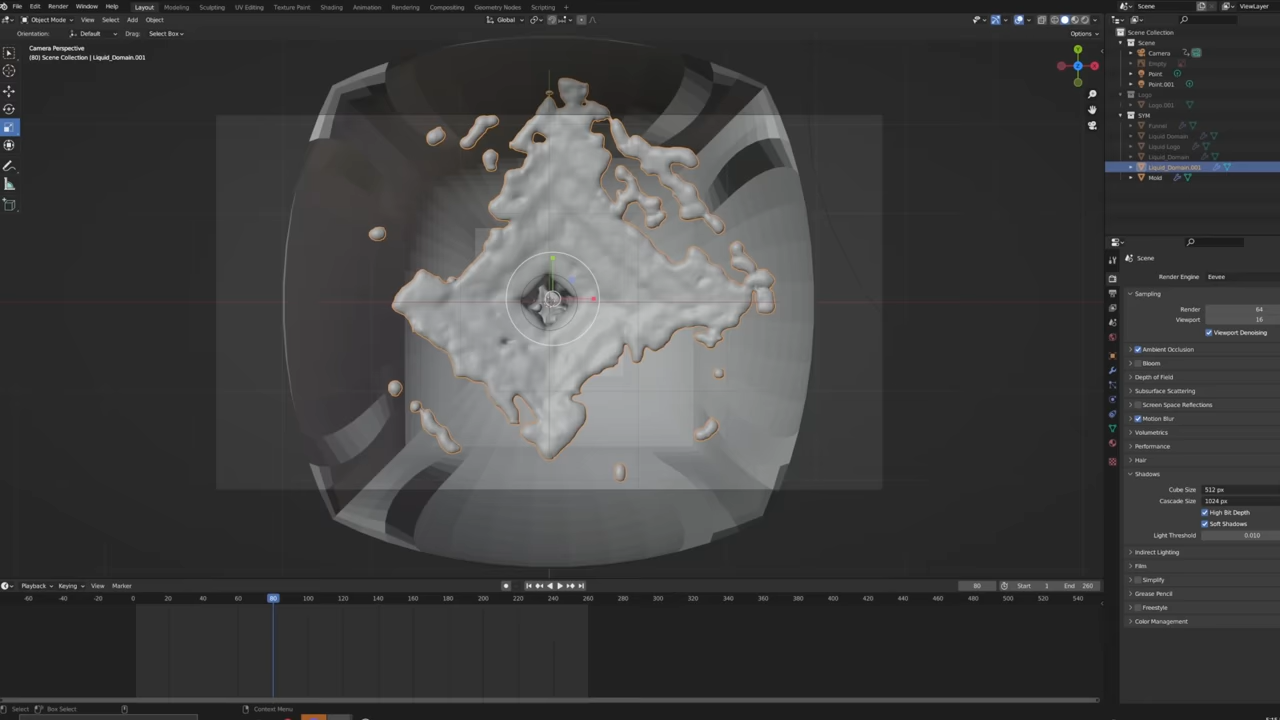 File Edit Render Window Help Layout Modeling Sculpting UV Editing Texture Paint Shading Animation Rendering Compositing Geometry Nodes Scripting + Scene ViewLayer
Object Mode View Select Add Object Global Options
Orientation: Default Drag: Select Box
Camera Perspective
(80) Scene Collection | Liquid_Domain.001
Scene Collection
Scene
Camera
Empty
Point
Point.001
Logo
Logo.001
SYM
Funnel
Liquid Domain
Liquid Logo
Liquid_Domain
Liquid_Domain.001
Mold
Scene
Render Engine Eevee
Sampling
Render 64
Viewport 16
Viewport Denoising
Ambient Occlusion
Bloom
Depth of Field
Subsurface Scattering
Screen Space Reflections
Motion Blur
Volumetrics
Performance
Hair
Shadows
Cube Size 512 px
Cascade Size 1024 px
High Bit Depth
Soft Shadows
Light Threshold 0.010
Indirect Lighting
Film
Simplify
Grease Pencil
Freestyle
Color Management
Playback Keying View Marker 80 Start 1 End 260
-60 -40 -20 0 20 40 60 80 100 120 140 160 180 200 220 240 260 280 300 320 340 360 380 400 420 440 460 480 500 520 540
Select Box Select Context Menu